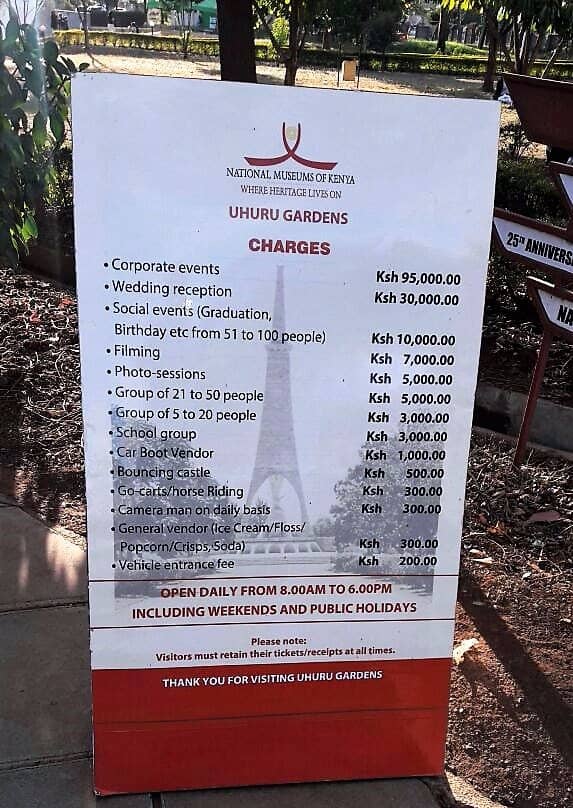 NATIONAL MUSEUMS OF KENYA
WHERE HERITAGE LIVES ON
UHURU GARDENS
CHARGES
• Corporate events Ksh 95,000.00
• Wedding reception Ksh 30,000.00
• Social events (Graduation,
Birthday etc from 51 to 100 people) Ksh 10,000.00
• Filming Ksh 7,000.00
• Photo-sessions Ksh 5,000.00
• Group of 21 to 50 people Ksh 5,000.00
• Group of 5 to 20 people Ksh 3,000.00
• School group Ksh 3,000.00
• Car Boot Vendor Ksh 1,000.00
• Bouncing castle Ksh 500.00
• Go-carts/horse Riding Ksh 300.00
• Camera man on daily basis Ksh 300.00
• General vendor (Ice Cream/Floss/
Popcorn/Crisps,Soda) Ksh 300.00
• Vehicle entrance fee Ksh 200.00
OPEN DAILY FROM 8.00AM TO 6.00PM
INCLUDING WEEKENDS AND PUBLIC HOLIDAYS
Please note:
Visitors must retain their tickets/receipts at all times.
THANK YOU FOR VISITING UHURU GARDENS
25TH ANNIVERS
NA